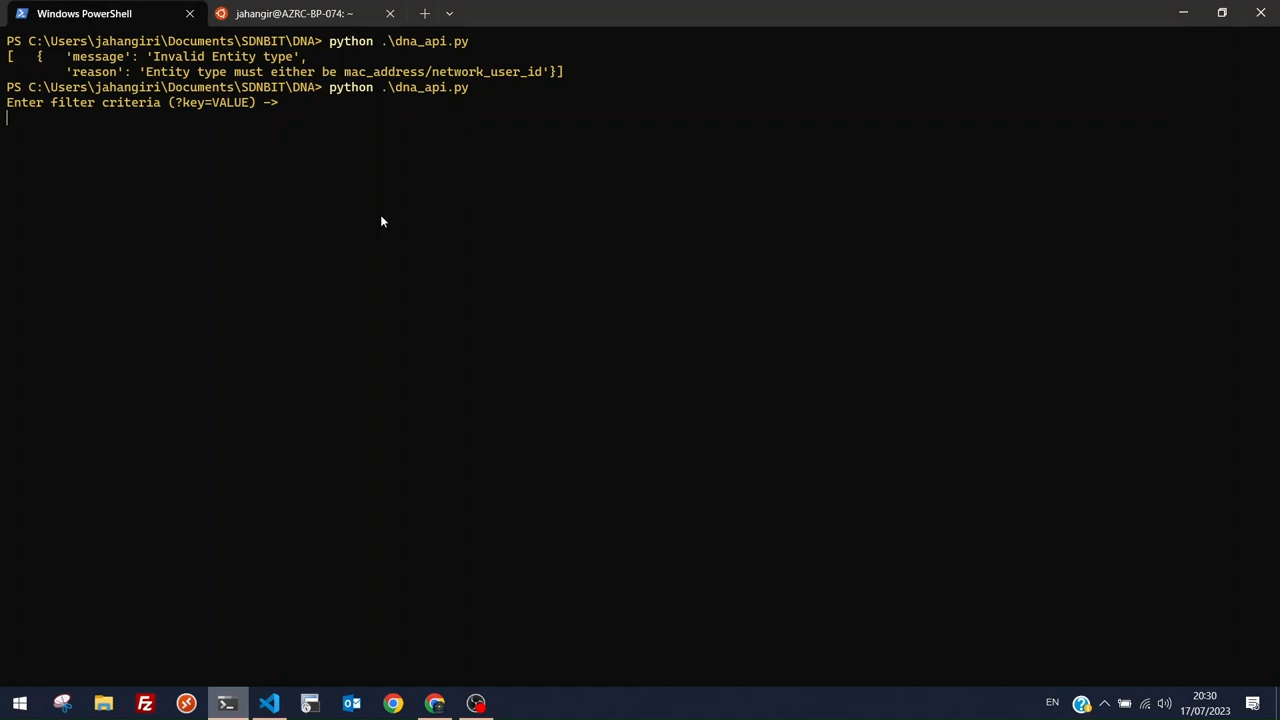 Windows PowerShell
jahangir@AZRC-BP-074: ~
PS C:\Users\jahangiri\Documents\SDNBIT\DNA> python .\dna_api.py
[   {   'message': 'Invalid Entity type',
        'reason': 'Entity type must either be mac_address/network_user_id'}]
PS C:\Users\jahangiri\Documents\SDNBIT\DNA> python .\dna_api.py
Enter filter criteria (?key=VALUE) ->
EN
20:30
17/07/2023